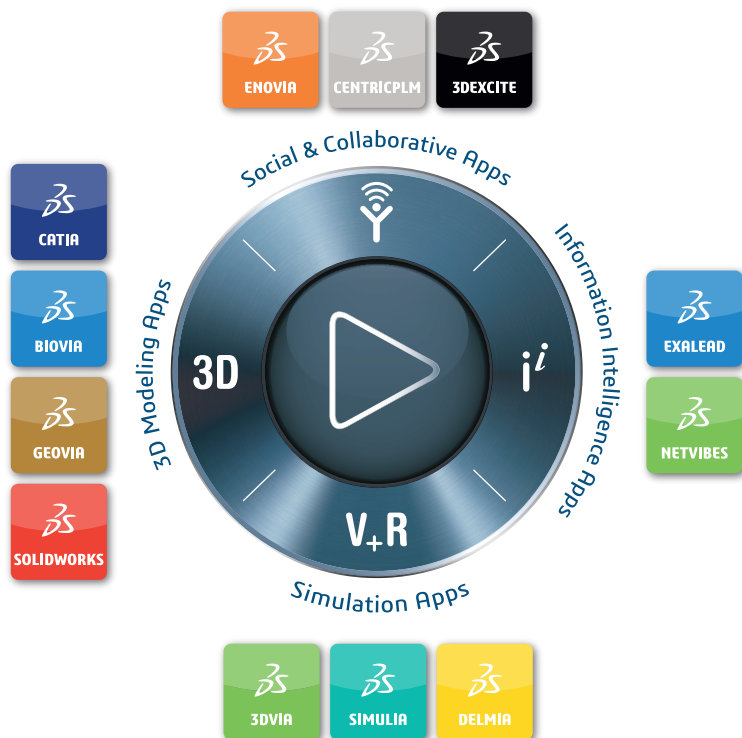 ENOVIA
CENTRICPLM
3DEXCITE
Social & Collaborative Apps
CATIA
BIOVIA
GEOVIA
SOLIDWORKS
3D Modeling Apps
3D
i i
Information Intelligence Apps
EXALEAD
NETVIBES
V+R
Simulation Apps
3DVIA
SIMULIA
DELMIA